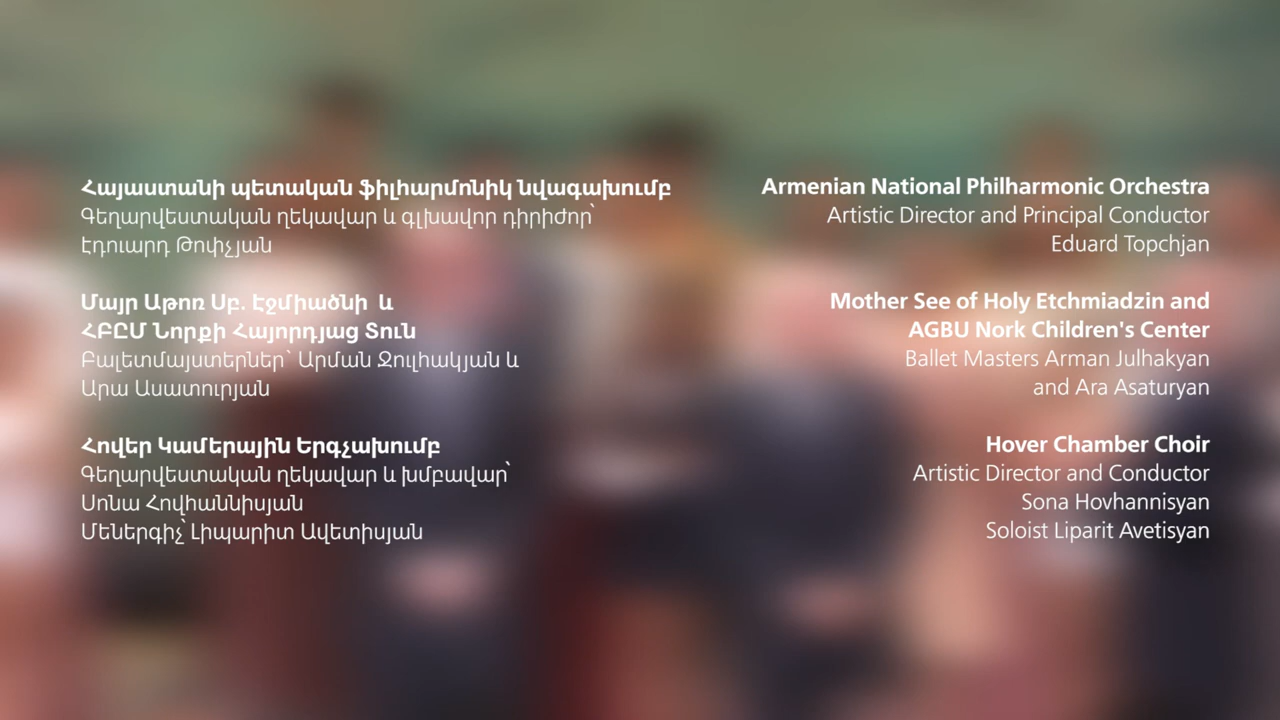 Հայաստանի պետական ֆիլհարմոնիկ նվագախումբ
Գեղարվեստական ղեկավար և գլխավոր դիրիժոր՝
Էդուարդ Թոփչյան
Մայր Աթոռ Սբ. Էջմիածնի և
ՀԲԸՄ Նորքի Հայորդյաց Տուն
Բալետմայստերներ՝ Արման Ջուլհակյան և
Արա Ասատուրյան
Հովեր Կամերային Երգչախումբ
Գեղարվեստական ղեկավար և խմբավար՝
Սոնա Հովհաննիսյան
Մեներգիչ՝ Լիպարիտ Ավետիսյան
Armenian National Philharmonic Orchestra
Artistic Director and Principal Conductor
Eduard Topchjan
Mother See of Holy Etchmiadzin and
AGBU Nork Children's Center
Ballet Masters Arman Julhakyan
and Ara Asaturyan
Hover Chamber Choir
Artistic Director and Conductor
Sona Hovhannisyan
Soloist Liparit Avetisyan